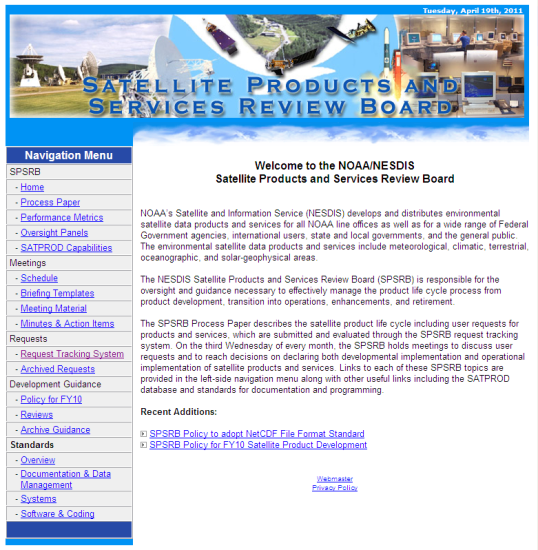 Tuesday, April 19th, 2011
SATELLITE PRODUCTS AND
SERVICES REVIEW BOARD
Navigation Menu
SPSRB
- Home
- Process Paper
- Performance Metrics
- Oversight Panels
- SATPROD Capabilities
Meetings
- Schedule
- Briefing Templates
- Meeting Material
- Minutes & Action Items
Requests
- Request Tracking System
- Archived Requests
Development Guidance
- Policy for FY10
- Reviews
- Archive Guidance
Standards
- Overview
- Documentation & Data
Management
- Systems
- Software & Coding
Welcome to the NOAA/NESDIS
Satellite Products and Services Review Board
NOAA's Satellite and Information Service (NESDIS) develops and distributes environmental
satellite data products and services for all NOAA line offices as well as for a wide range of Federal
Government agencies, international users, state and local governments, and the general public.
The environmental satellite data products and services include meteorological, climatic, terrestrial,
oceanographic, and solar-geophysical areas.
The NESDIS Satellite Products and Services Review Board (SPSRB) is responsible for the
oversight and guidance necessary to effectively manage the product life cycle process from
product development, transition into operations, enhancements, and retirement.
The SPSRB Process Paper describes the satellite product life cycle including user requests for
products and services, which are submitted and evaluated through the SPSRB request tracking
system. On the third Wednesday of every month, the SPSRB holds meetings to discuss user
requests and to reach decisions on declaring both developmental implementation and operational
implementation of satellite products and services. Links to each of these SPSRB topics are
provided in the left-side navigation menu along with other useful links including the SATPROD
database and standards for documentation and programming.
Recent Additions:
SPSRB Policy to adopt NetCDF File Format Standard
SPSRB Policy for FY10 Satellite Product Development
Webmaster
Privacy Policy